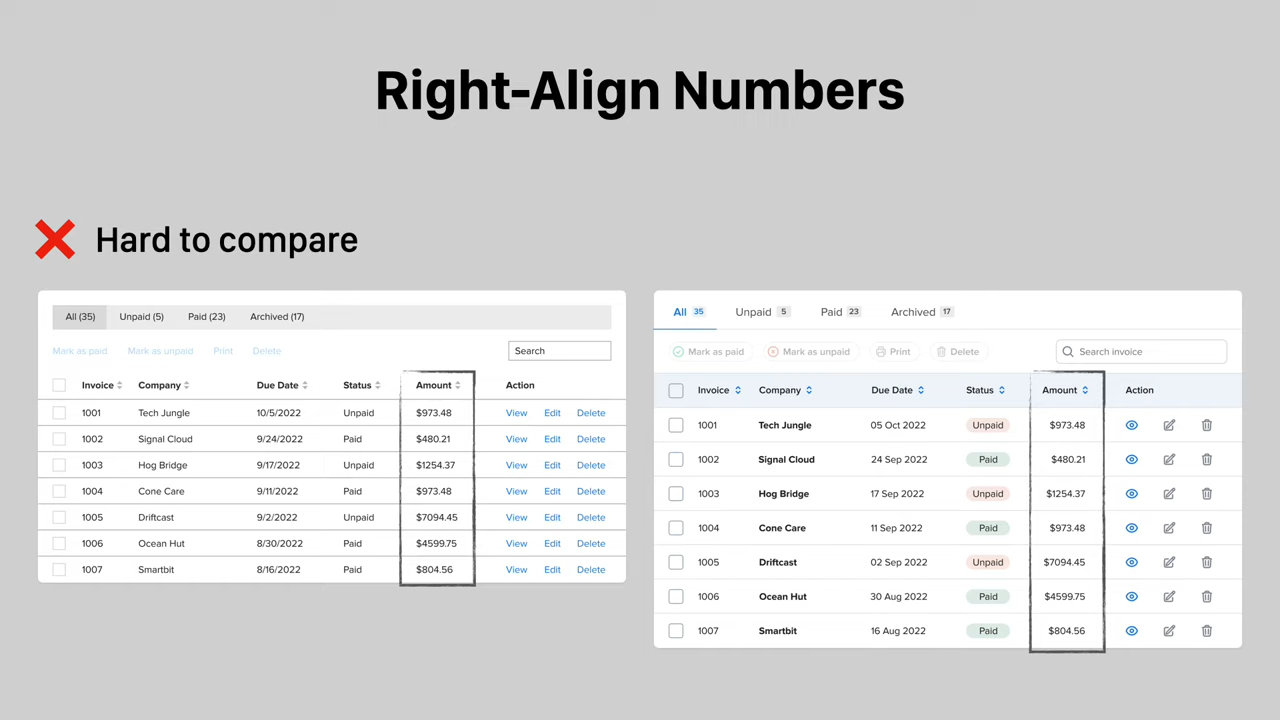 Right-Align Numbers
❌ Hard to compare
All (35) Unpaid (5) Paid (23) Archived (17)
Mark as paid Mark as unpaid Print Delete Search
Invoice Company Due Date Status Amount Action
1001 Tech Jungle 10/5/2022 Unpaid $973.48 View Edit Delete
1002 Signal Cloud 9/24/2022 Paid $480.21 View Edit Delete
1003 Hog Bridge 9/17/2022 Unpaid $1254.37 View Edit Delete
1004 Cone Care 9/11/2022 Paid $973.48 View Edit Delete
1005 Driftcast 9/2/2022 Unpaid $7094.45 View Edit Delete
1006 Ocean Hut 8/30/2022 Paid $4599.75 View Edit Delete
1007 Smartbit 8/16/2022 Paid $804.56 View Edit Delete
All 35 Unpaid 5 Paid 23 Archived 17
Mark as paid Mark as unpaid Print Delete Search invoice
Invoice Company Due Date Status Amount Action
1001 Tech Jungle 05 Oct 2022 Unpaid $973.48
1002 Signal Cloud 24 Sep 2022 Paid $480.21
1003 Hog Bridge 17 Sep 2022 Unpaid $1254.37
1004 Cone Care 11 Sep 2022 Paid $973.48
1005 Driftcast 02 Sep 2022 Unpaid $7094.45
1006 Ocean Hut 30 Aug 2022 Paid $4599.75
1007 Smartbit 16 Aug 2022 Paid $804.56